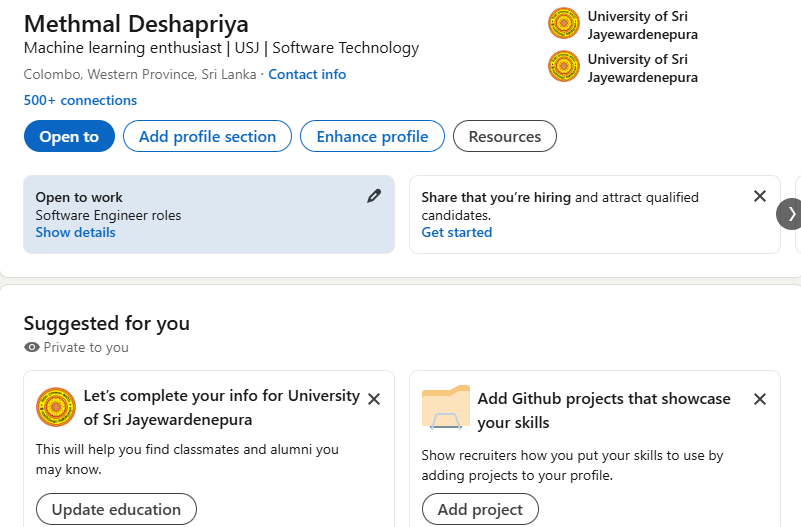 Methmal Deshapriya
Machine learning enthusiast | USJ | Software Technology
Colombo, Western Province, Sri Lanka · Contact info
500+ connections
University of Sri
Jayewardenepura
University of Sri
Jayewardenepura
Open to
Add profile section
Enhance profile
Resources
Open to work
Software Engineer roles
Show details
Share that you’re hiring and attract qualified
candidates.
Get started
Suggested for you
Private to you
Let’s complete your info for University
of Sri Jayewardenepura
This will help you find classmates and alumni you
may know.
Update education
Add Github projects that showcase
your skills
Show recruiters how you put your skills to use by
adding projects to your profile.
Add project